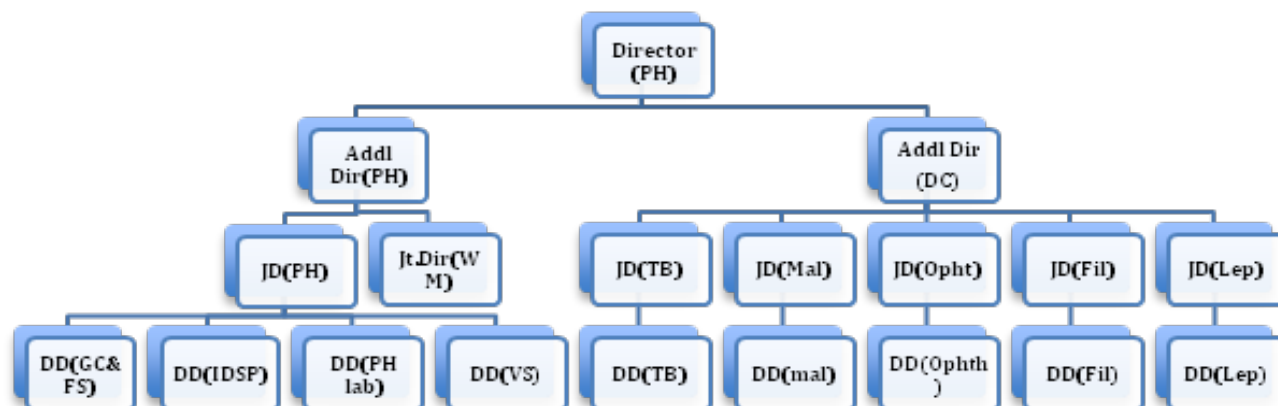 Director
(PH)
Addl
Dir(PH)
Addl Dir
(DC)
JD(PH)
Jt.Dir(W
M)
JD(TB)
JD(Mal)
JD(Opht)
JD(Fil)
JD(Lep)
DD(GC&
FS)
DD(IDSP)
DD(PH
lab)
DD(VS)
DD(TB)
DD(mal)
DD(Ophth
)
DD(Fil)
DD(Lep)